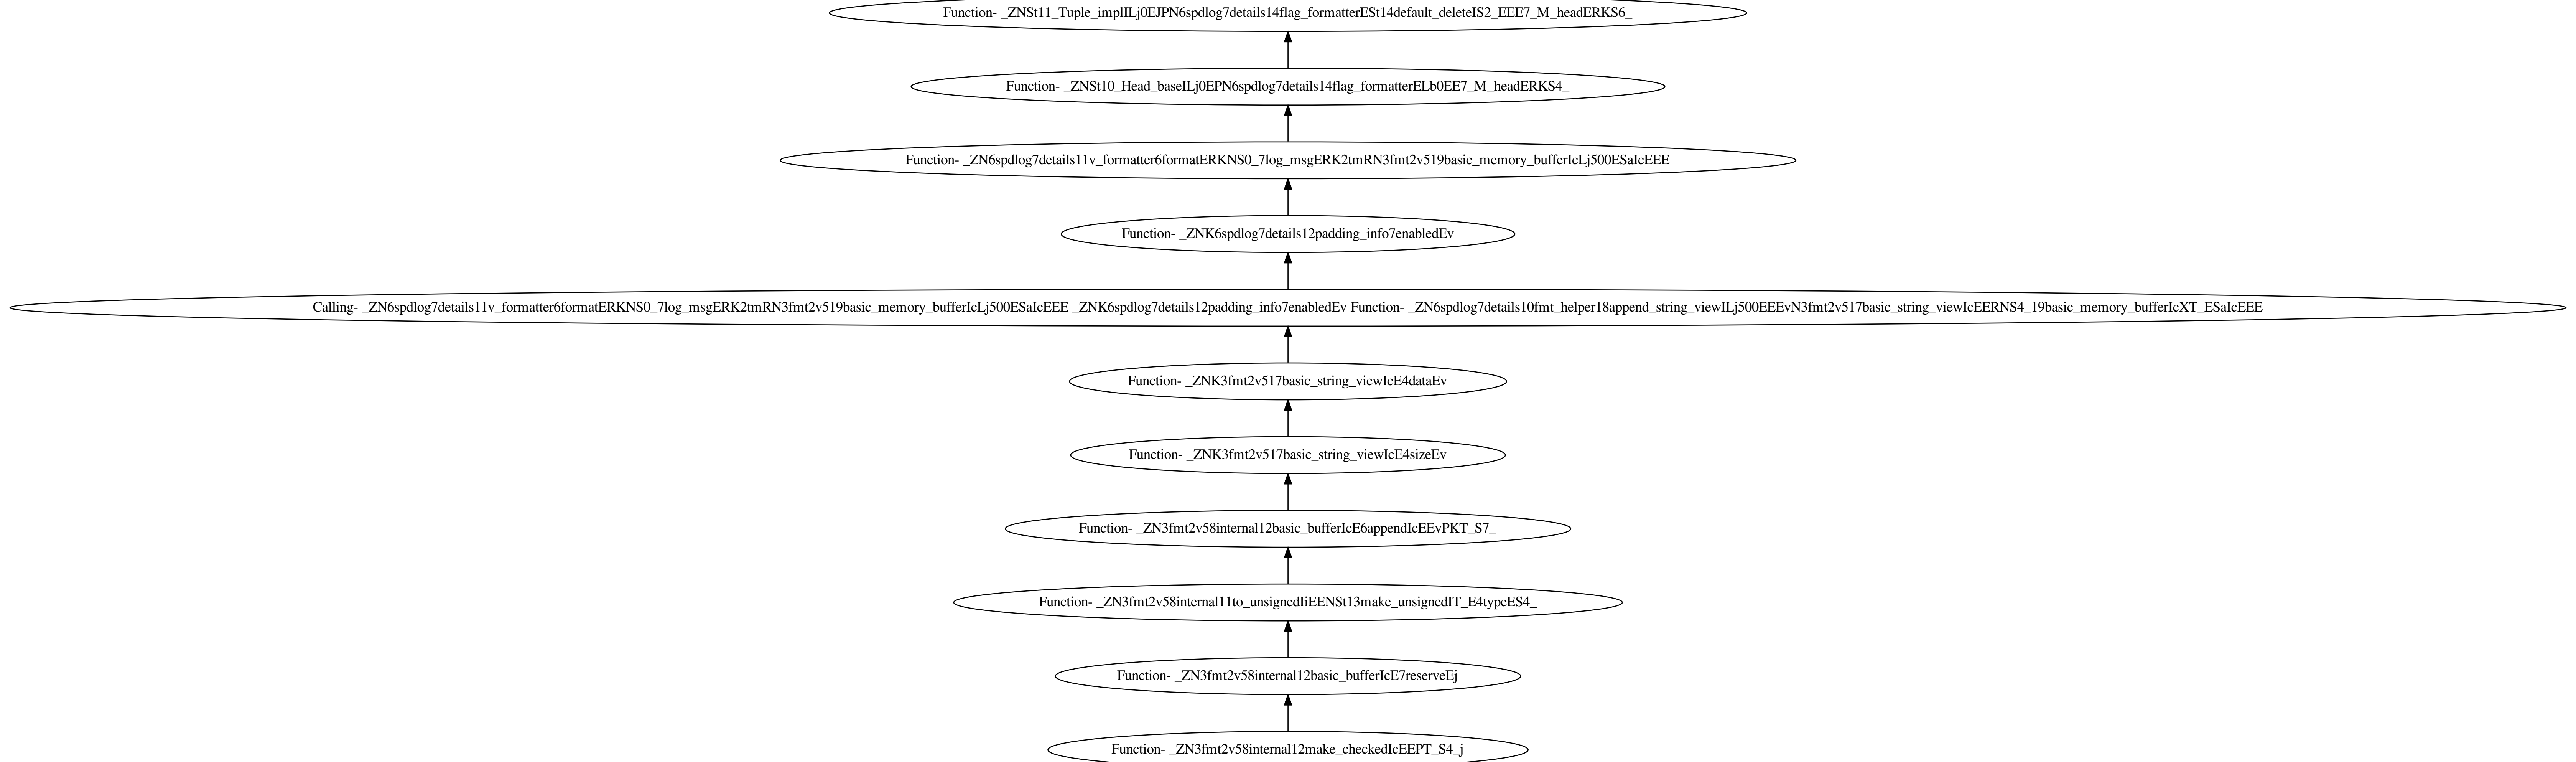 Function- _ZNSt11_Tuple_implILj0EJPN6spdlog7details14flag_formatterESt14default_deleteIS2_EEE7_M_headERKS6_
Function- _ZNSt10_Head_baseILj0EPN6spdlog7details14flag_formatterELb0EE7_M_headERKS4_
Function- _ZN6spdlog7details11v_formatter6formatERKNS0_7log_msgERK2tmRN3fmt2v519basic_memory_bufferIcLj500ESaIcEEE
Function- _ZNK6spdlog7details12padding_info7enabledEv
Calling- _ZN6spdlog7details11v_formatter6formatERKNS0_7log_msgERK2tmRN3fmt2v519basic_memory_bufferIcLj500ESaIcEEE _ZNK6spdlog7details12padding_info7enabledEv Function- _ZN6spdlog7details10fmt_helper18append_string_viewILj500EEEvN3fmt2v517basic_string_viewIcEERNS4_19basic_memory_bufferIcXT_ESaIcEEE
Function- _ZNK3fmt2v517basic_string_viewIcE4dataEv
Function- _ZNK3fmt2v517basic_string_viewIcE4sizeEv
Function- _ZN3fmt2v58internal12basic_bufferIcE6appendIcEEvPKT_S7_
Function- _ZN3fmt2v58internal11to_unsignedIiEENSt13make_unsignedIT_E4typeES4_
Function- _ZN3fmt2v58internal12basic_bufferIcE7reserveEj
Function- _ZN3fmt2v58internal12make_checkedIcEEPT_S4_j